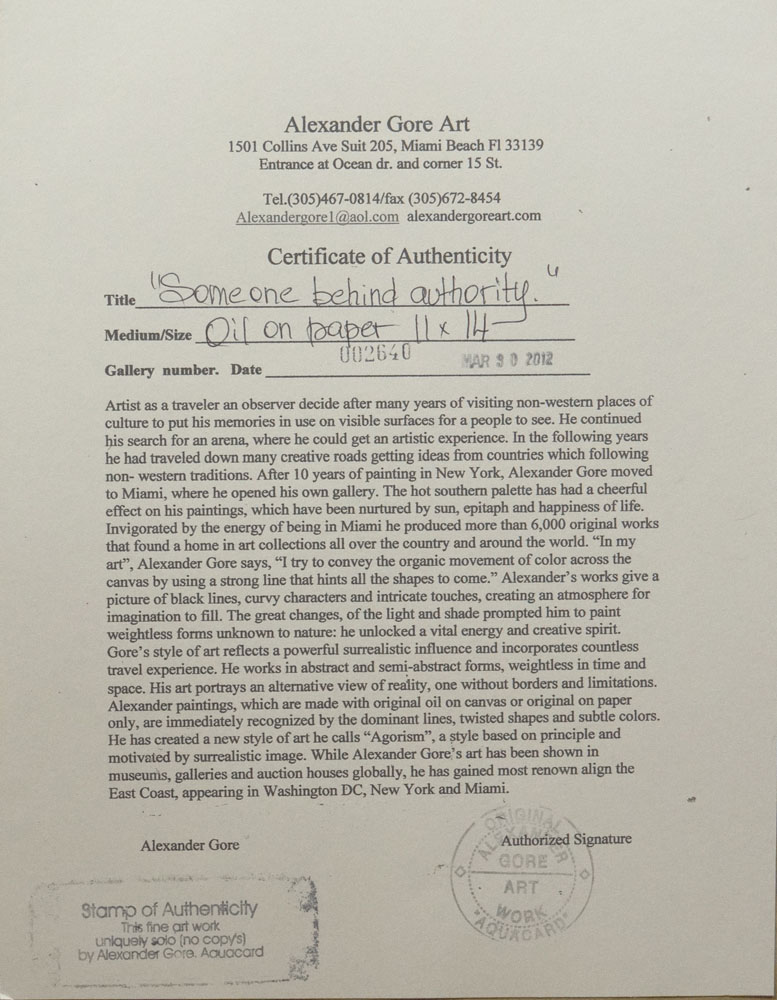 Alexander Gore Art
1501 Collins Ave Suit 205, Miami Beach Fl 33139
Entrance at Ocean dr. and corner 15 St.
Tel.(305)467-0814/fax (305)672-8454
Alexandergore1@aol.com alexandergoreart.com
Certificate of Authenticity
Title "Someone behind authority."
Medium/Size Oil on paper 11 x 14
002640 MAR 30 2012
Gallery number. Date
Artist as a traveler an observer decide after many years of visiting non-western places of
culture to put his memories in use on visible surfaces for a people to see. He continued
his search for an arena, where he could get an artistic experience. In the following years
he had traveled down many creative roads getting ideas from countries which following
non- western traditions. After 10 years of painting in New York, Alexander Gore moved
to Miami, where he opened his own gallery. The hot southern palette has had a cheerful
effect on his paintings, which have been nurtured by sun, epitaph and happiness of life.
Invigorated by the energy of being in Miami he produced more than 6,000 original works
that found a home in art collections all over the country and around the world. “In my
art”, Alexander Gore says, “I try to convey the organic movement of color across the
canvas by using a strong line that hints all the shapes to come.” Alexander’s works give a
picture of black lines, curvy characters and intricate touches, creating an atmosphere for
imagination to fill. The great changes, of the light and shade prompted him to paint
weightless forms unknown to nature: he unlocked a vital energy and creative spirit.
Gore’s style of art reflects a powerful surrealistic influence and incorporates countless
travel experience. He works in abstract and semi-abstract forms, weightless in time and
space. His art portrays an alternative view of reality, one without borders and limitations.
Alexander paintings, which are made with original oil on canvas or original on paper
only, are immediately recognized by the dominant lines, twisted shapes and subtle colors.
He has created a new style of art he calls “Agorism”, a style based on principle and
motivated by surrealistic image. While Alexander Gore’s art has been shown in
museums, galleries and auction houses globally, he has gained most renown align the
East Coast, appearing in Washington DC, New York and Miami.
Alexander Gore Authorized Signature
ORIGINAL
ALEXANDER
GORE
ART
WORK
"AQUACARD"
Stamp of Authenticity
This fine art work
uniquely solo (no copy's)
by Alexander Gore. Aquacard